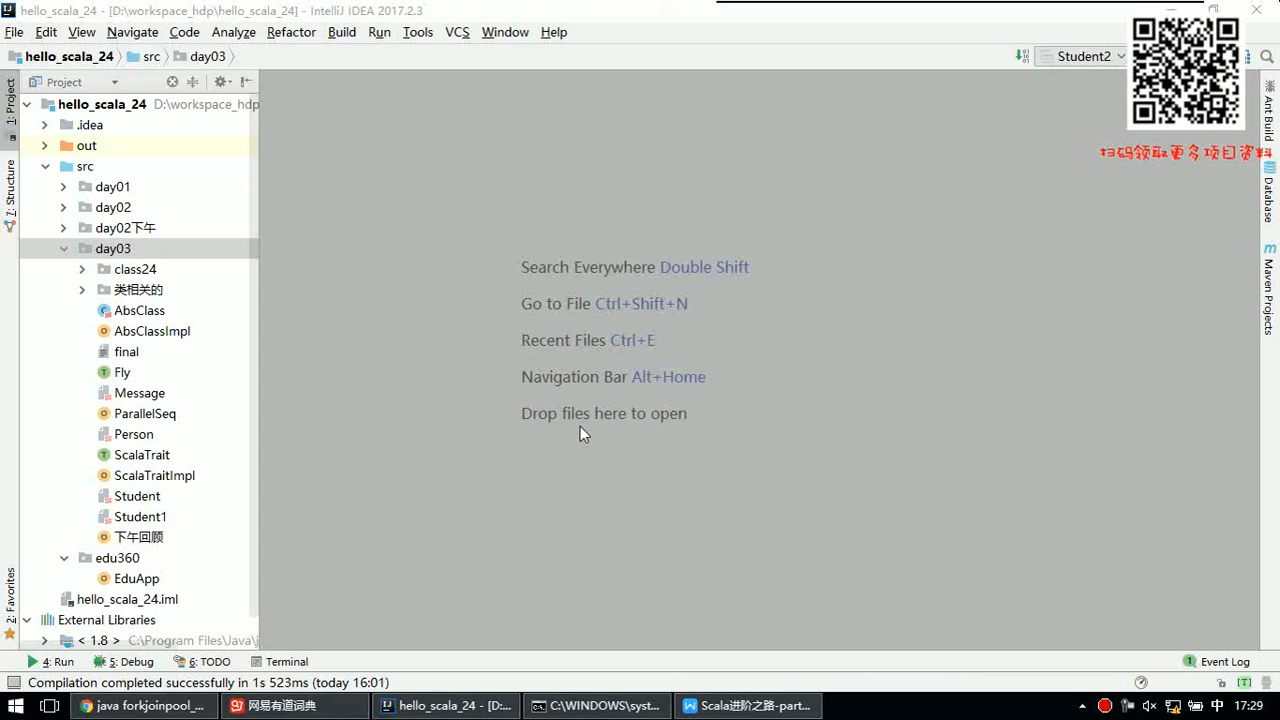 hello_scala_24 - [D:\workspace_hdp\hello_scala_24] - IntelliJ IDEA 2017.2.3
File Edit View Navigate Code Analyze Refactor Build Run Tools VCS Window Help
hello_scala_24 src day03 Student2
扫码领取更多项目资料
Project
hello_scala_24 D:\workspace_hdp
.idea
out
src
day01
day02
day02下午
day03
class24
类相关的
AbsClass
AbsClassImpl
final
Fly
Message
ParallelSeq
Person
ScalaTrait
ScalaTraitImpl
Student
Student1
下午回顾
edu360
EduApp
hello_scala_24.iml
External Libraries
< 1.8 > C:\Program Files\Java\j
1: Project
7: Structure
2: Favorites
Search Everywhere Double Shift
Go to File Ctrl+Shift+N
Recent Files Ctrl+E
Navigation Bar Alt+Home
Drop files here to open
Ant Build
Database
Maven Projects
4: Run 5: Debug 6: TODO Terminal 1 Event Log
Compilation completed successfully in 1s 523ms (today 16:01) [T]
java forkjoinpool_... 网易有道词典 hello_scala_24 - [D:... C:\WINDOWS\syst... Scala进阶之路-part... 中 17:29